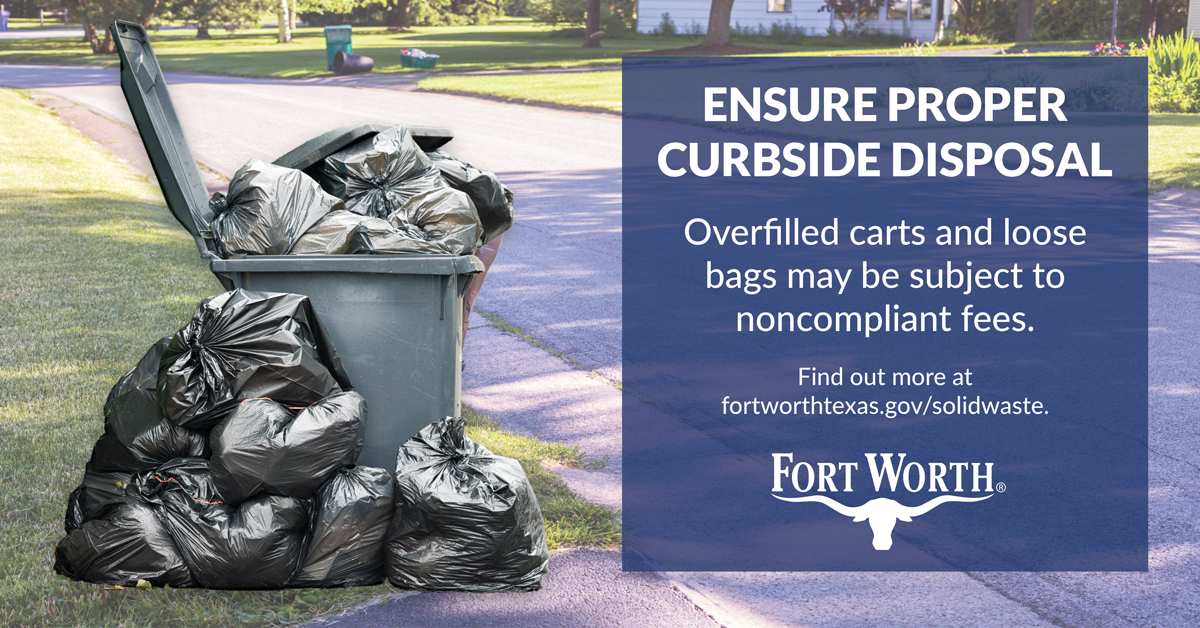 ENSURE PROPER
CURBSIDE DISPOSAL
Overfilled carts and loose
bags may be subject to
noncompliant fees.
Find out more at
fortworthtexas.gov/solidwaste.
FORT WORTH®